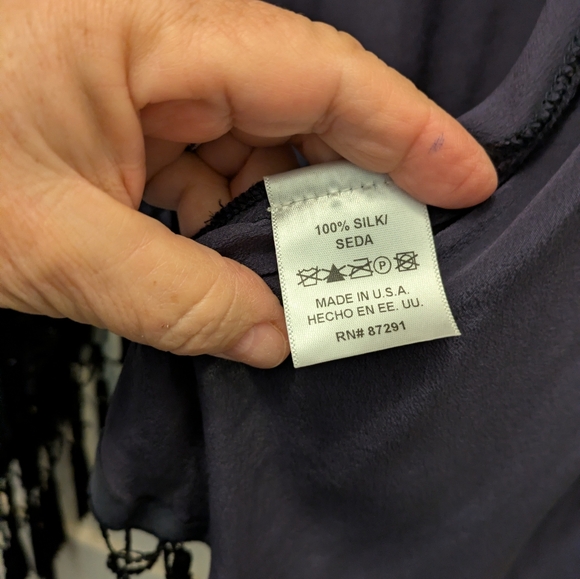 100% SILK/
SEDA
P
MADE IN U.S.A.
HECHO EN EE. UU.
RN# 87291